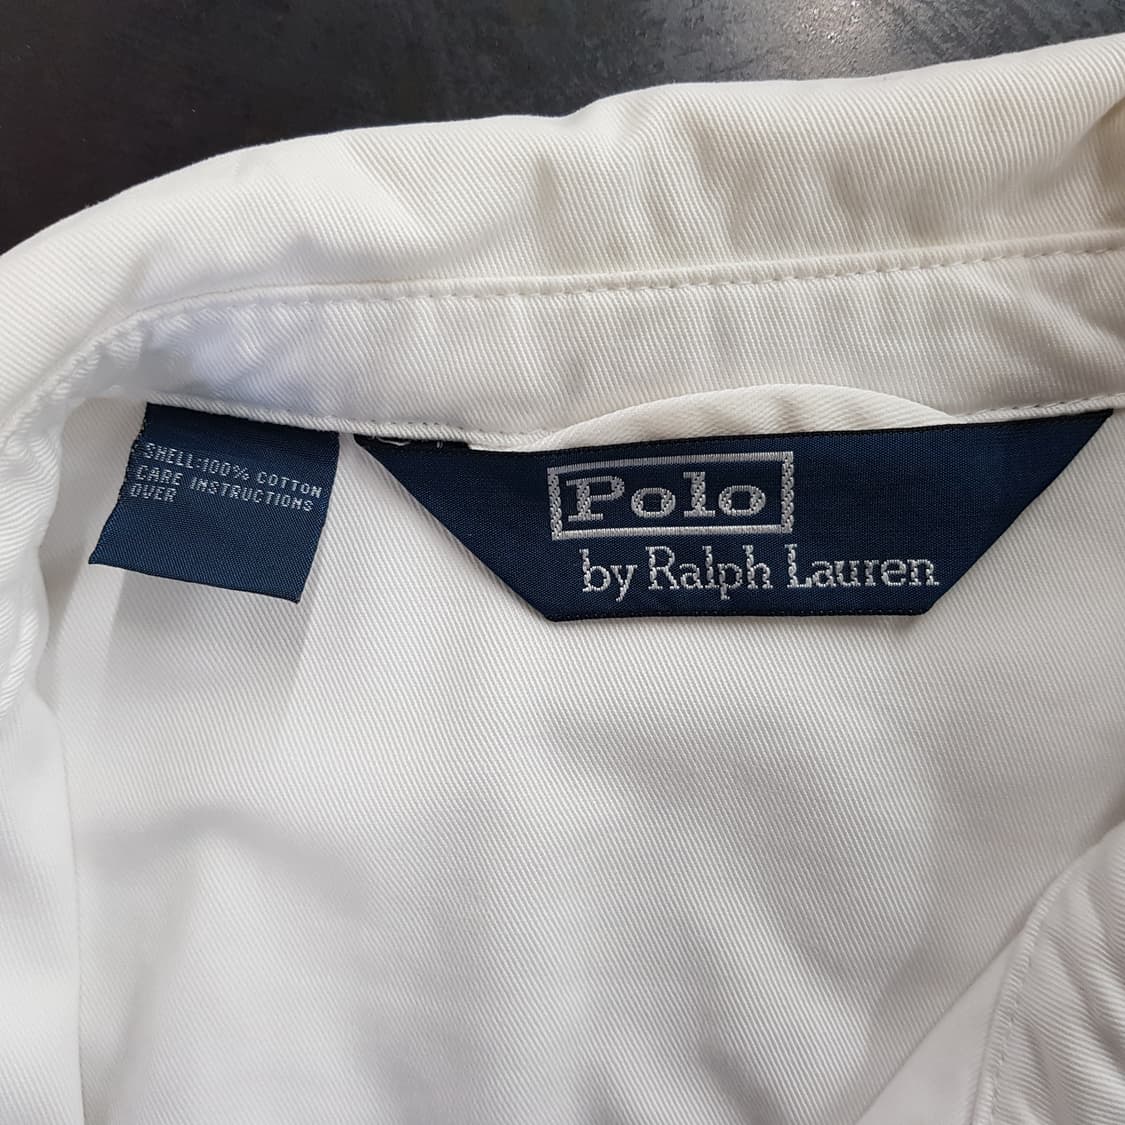 SHELL:100% COTTON
CARE INSTRUCTIONS
OVER
Polo
by Ralph Lauren